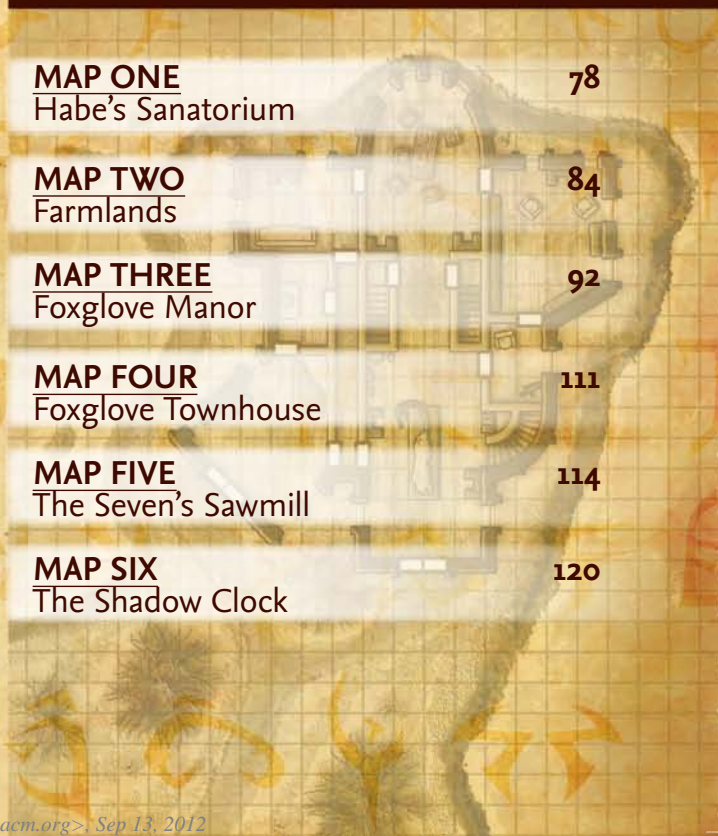 MAP ONE 78
Habe's Sanatorium
MAP TWO 84
Farmlands
MAP THREE 92
Foxglove Manor
MAP FOUR 111
Foxglove Townhouse
MAP FIVE 114
The Seven's Sawmill
MAP SIX 120
The Shadow Clock
acm.org>, Sep 13, 2012